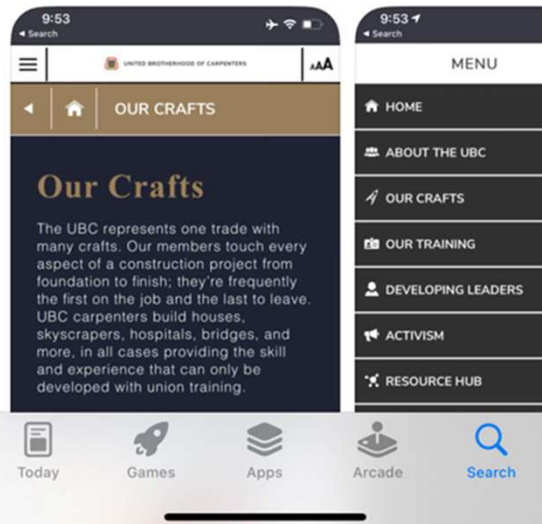 9:53
◂ Search
UNITED BROTHERHOOD OF CARPENTERS
AAA
OUR CRAFTS
Our Crafts
The UBC represents one trade with
many crafts. Our members touch every
aspect of a construction project from
foundation to finish; they're frequently
the first on the job and the last to leave.
UBC carpenters build houses,
skyscrapers, hospitals, bridges, and
more, in all cases providing the skill
and experience that can only be
developed with union training.
9:53
◂ Search
MENU
HOME
ABOUT THE UBC
OUR CRAFTS
OUR TRAINING
DEVELOPING LEADERS
ACTIVISM
RESOURCE HUB
Today
Games
Apps
Arcade
Search